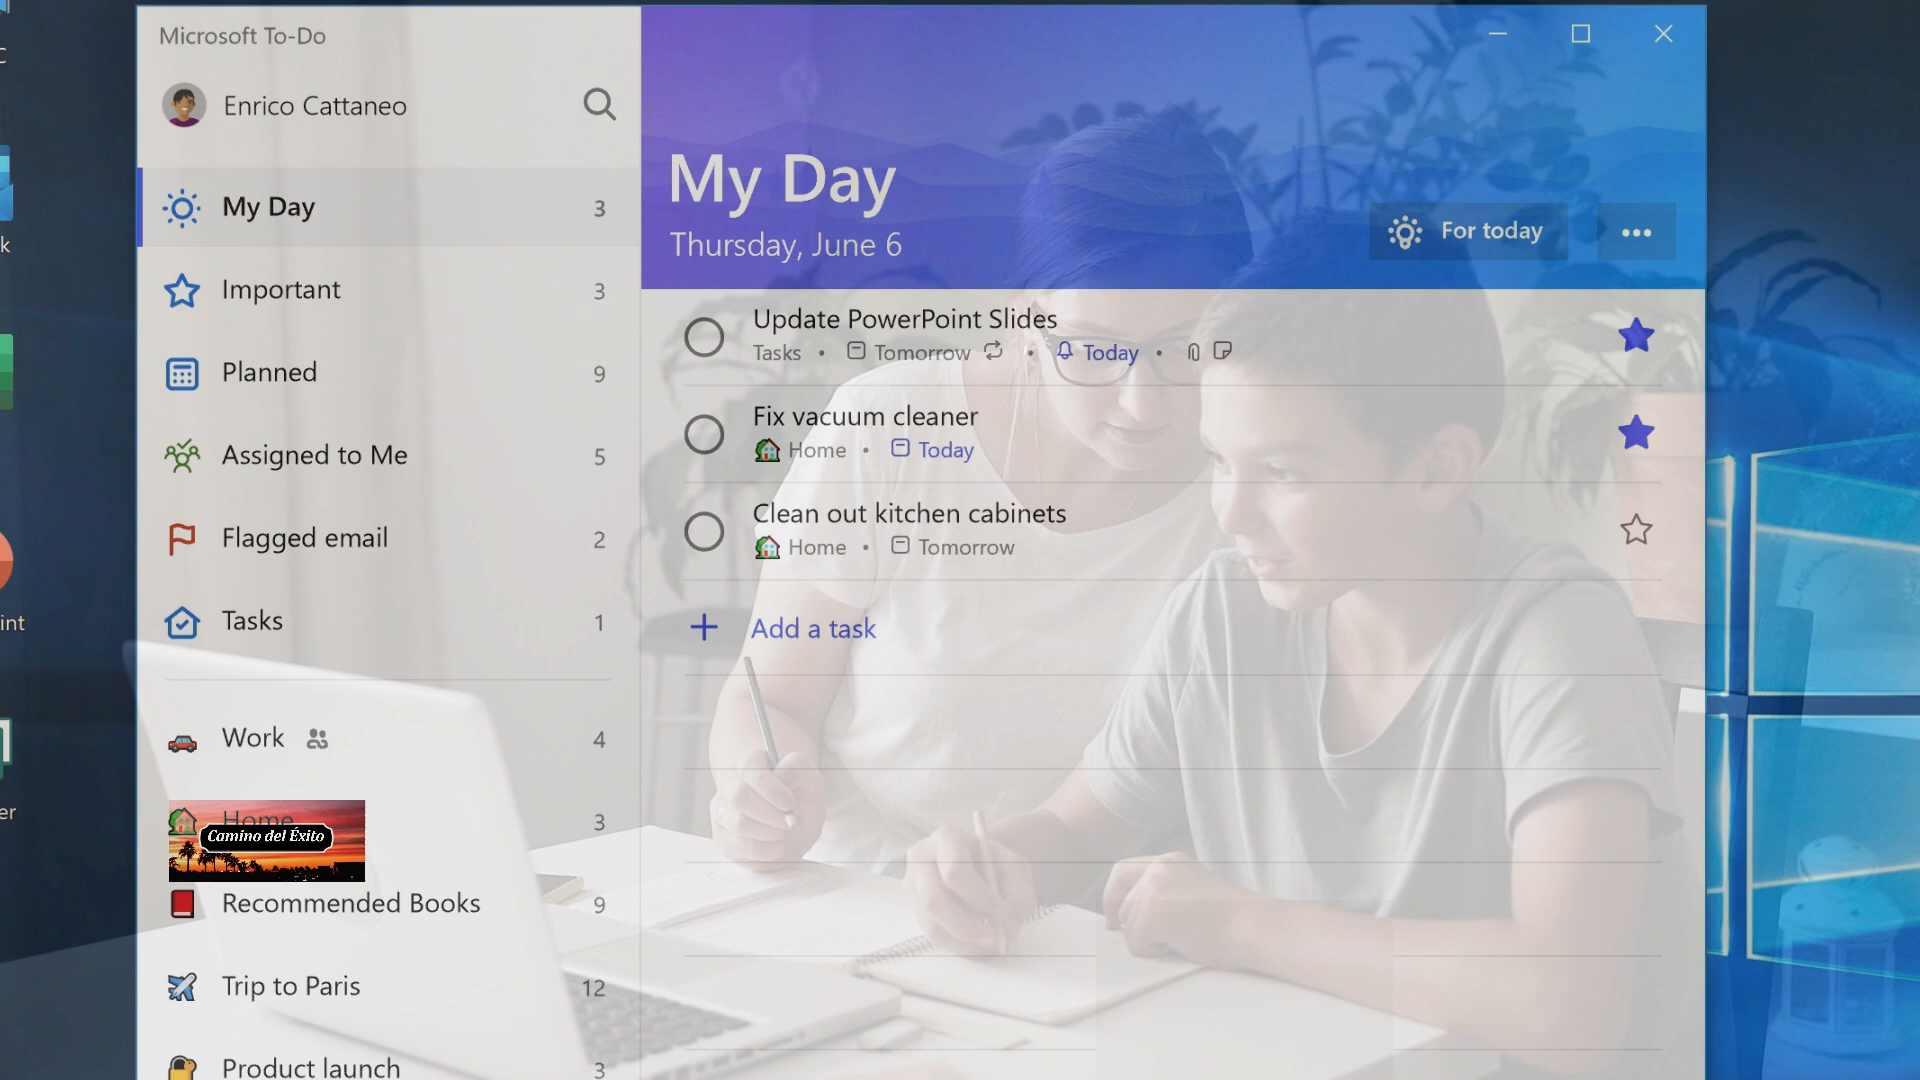 Microsoft To-Do
Enrico Cattaneo
My Day 3
Important 3
Planned 9
Assigned to Me 5
Flagged email 2
Tasks 1
Work 4
Home 3
Camino del Éxito
Recommended Books 9
Trip to Paris 12
Product launch 3
My Day
Thursday, June 6
For today
Update PowerPoint Slides
Tasks • Tomorrow • Today •
Fix vacuum cleaner
Home • Today
Clean out kitchen cabinets
Home • Tomorrow
Add a task
k
int
er